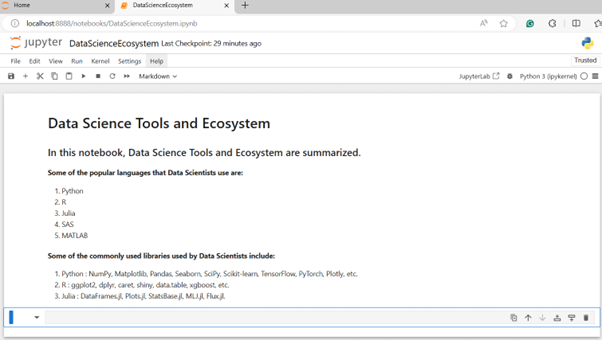 Home
DataScienceEcosystem
localhost:8888/notebooks/DataScienceEcosystem.ipynb
jupyter DataScienceEcosystem Last Checkpoint: 29 minutes ago
File Edit View Run Kernel Settings Help
Trusted
Markdown
JupyterLab
Python 3 (ipykernel)
Data Science Tools and Ecosystem
In this notebook, Data Science Tools and Ecosystem are summarized.
Some of the popular languages that Data Scientists use are:
1. Python
2. R
3. Julia
4. SAS
5. MATLAB
Some of the commonly used libraries used by Data Scientists include:
1. Python : NumPy, Matplotlib, Pandas, Seaborn, SciPy, Scikit-learn, TensorFlow, PyTorch, Plotly, etc.
2. R : ggplot2, dplyr, caret, shiny, data.table, xgboost, etc.
3. Julia : DataFrames.jl, Plots.jl, StatsBase.jl, MLJ.jl, Flux.jl.